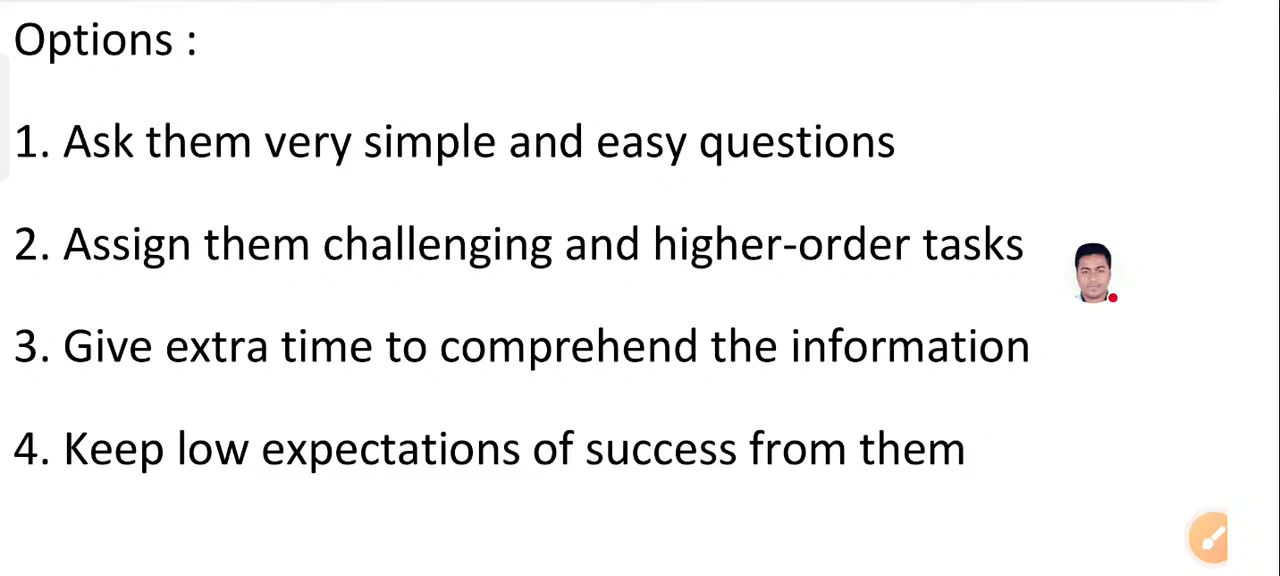 Options :
1. Ask them very simple and easy questions
2. Assign them challenging and higher-order tasks
3. Give extra time to comprehend the information
4. Keep low expectations of success from them